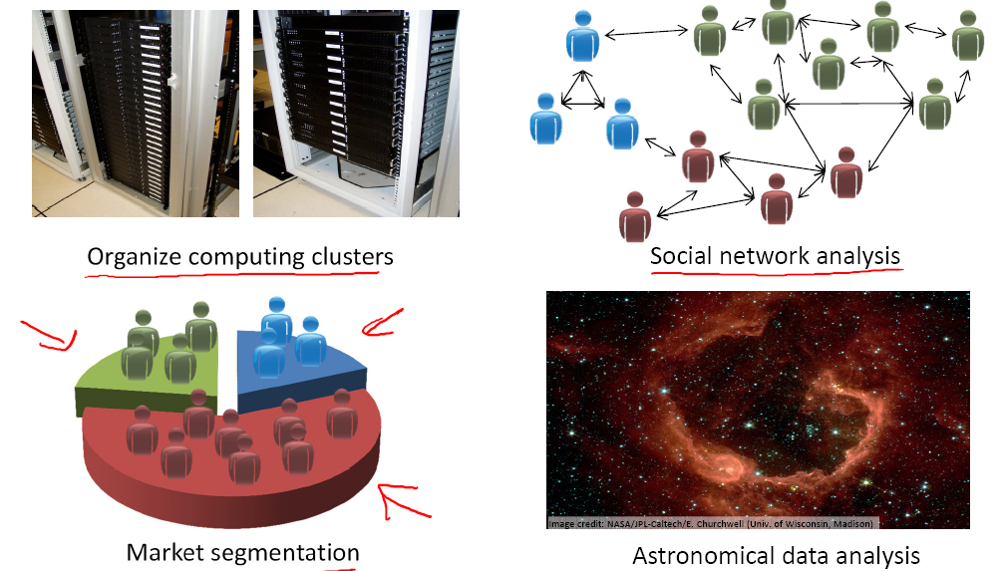 Organize computing clusters
Social network analysis
Market segmentation
Image credit: NASA/JPL-Caltech/E. Churchwell (Univ. of Wisconsin, Madison)
Astronomical data analysis